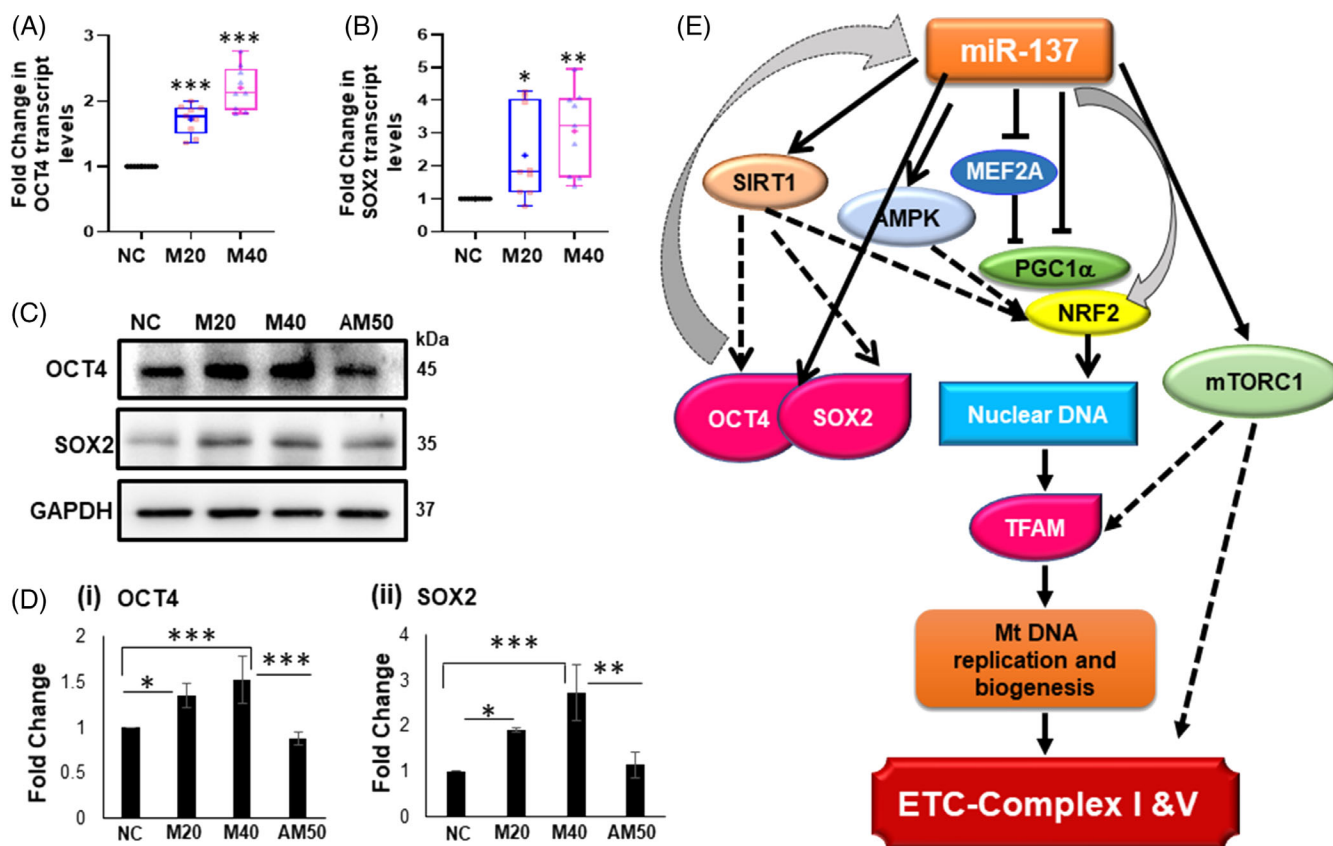 (A)
Fold Change in
OCT4 transcript
levels
3
2
1
0
***
***
NC M20 M40
(B)
Fold Change in
SOX2 transcript
levels
6
5
4
3
2
1
0
*
**
NC M20 M40
(C)
NC M20 M40 AM50
kDa
OCT4 45
SOX2 35
GAPDH 37
(D) (i) OCT4
Fold Change
2
1.5
1
0.5
0
***
***
*
NC M20 M40 AM50
(ii) SOX2
Fold Change
4
3
2
1
0
***
**
*
NC M20 M40 AM50
(E)
miR-137
MEF2A
SIRT1
AMPK
PGC1α
NRF2
mTORC1
OCT4 SOX2
Nuclear DNA
TFAM
Mt DNA
replication and
biogenesis
ETC-Complex I &V